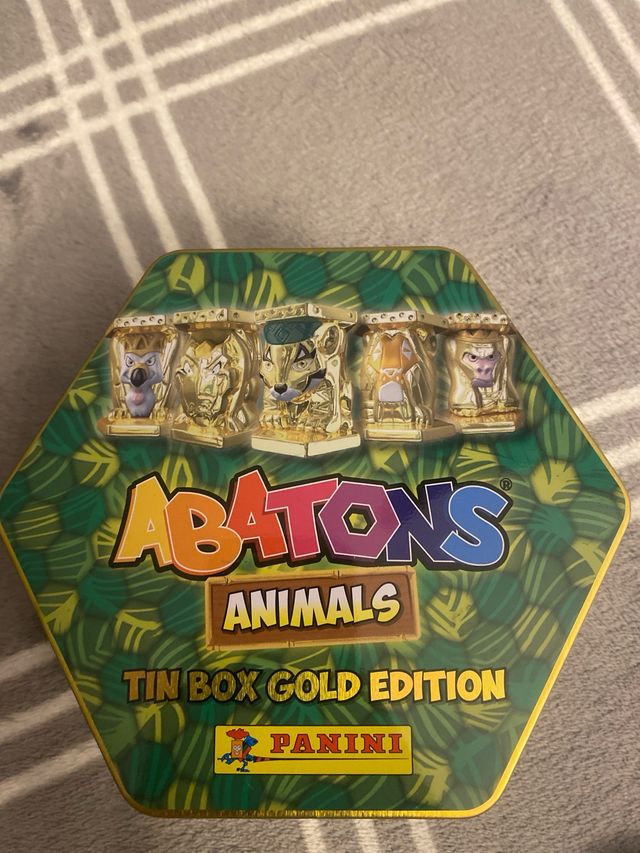 ABATONS®
ANIMALS
TIN BOX GOLD EDITION
PANINI